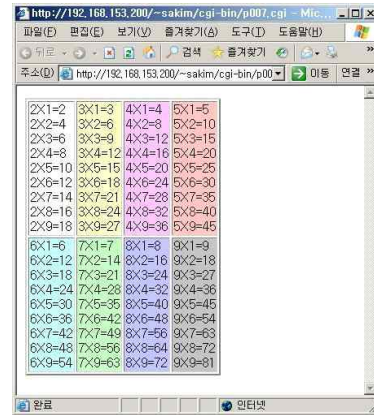 http://192.168.153.200/~sakim/cgi-bin/p007.cgi - Mic...
파일(F) 편집(E) 보기(V) 즐겨찾기(A) 도구(T) 도움말(H)
뒤로 검색 즐겨찾기
주소(D) http://192.168.153.200/~sakim/cgi-bin/p00 이동 연결 »
2X1=2 3X1=3 4X1=4 5X1=5
2X2=4 3X2=6 4X2=8 5X2=10
2X3=6 3X3=9 4X3=12 5X3=15
2X4=8 3X4=12 4X4=16 5X4=20
2X5=10 3X5=15 4X5=20 5X5=25
2X6=12 3X6=18 4X6=24 5X6=30
2X7=14 3X7=21 4X7=28 5X7=35
2X8=16 3X8=24 4X8=32 5X8=40
2X9=18 3X9=27 4X9=36 5X9=45
6X1=6 7X1=7 8X1=8 9X1=9
6X2=12 7X2=14 8X2=16 9X2=18
6X3=18 7X3=21 8X3=24 9X3=27
6X4=24 7X4=28 8X4=32 9X4=36
6X5=30 7X5=35 8X5=40 9X5=45
6X6=36 7X6=42 8X6=48 9X6=54
6X7=42 7X7=49 8X7=56 9X7=63
6X8=48 7X8=56 8X8=64 9X8=72
6X9=54 7X9=63 8X9=72 9X9=81
완료 인터넷